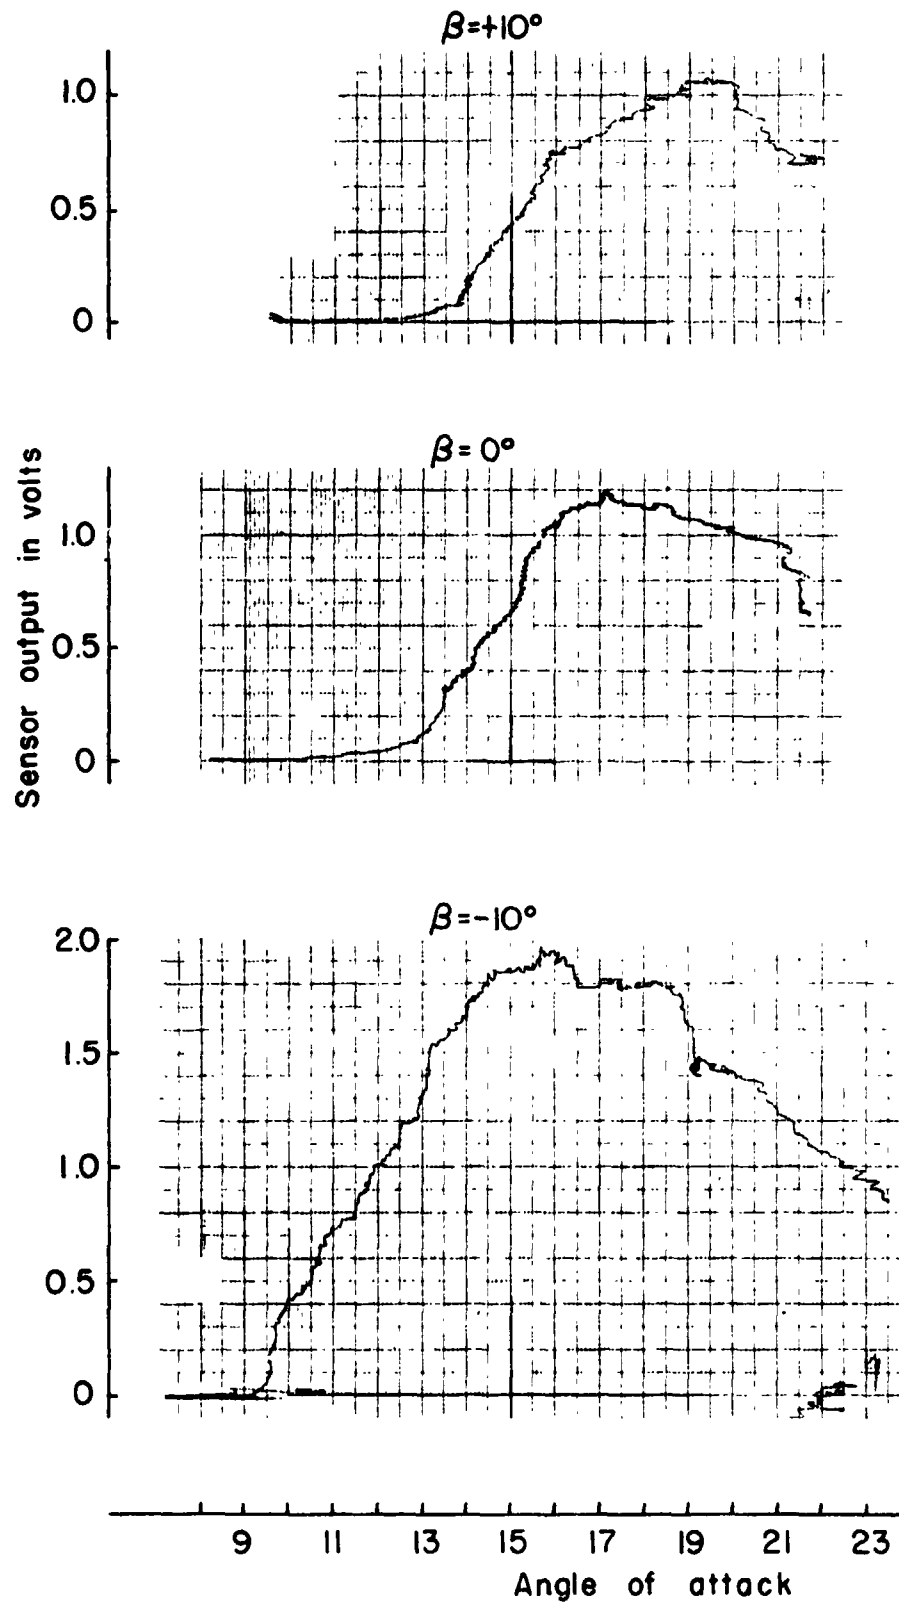 β=+10°
1.0
0.5
0
β=0°
1.0
0.5
0
Sensor output in volts
β=-10°
2.0
1.5
1.0
0.5
0
9 11 13 15 17 19 21 23
Angle of attack